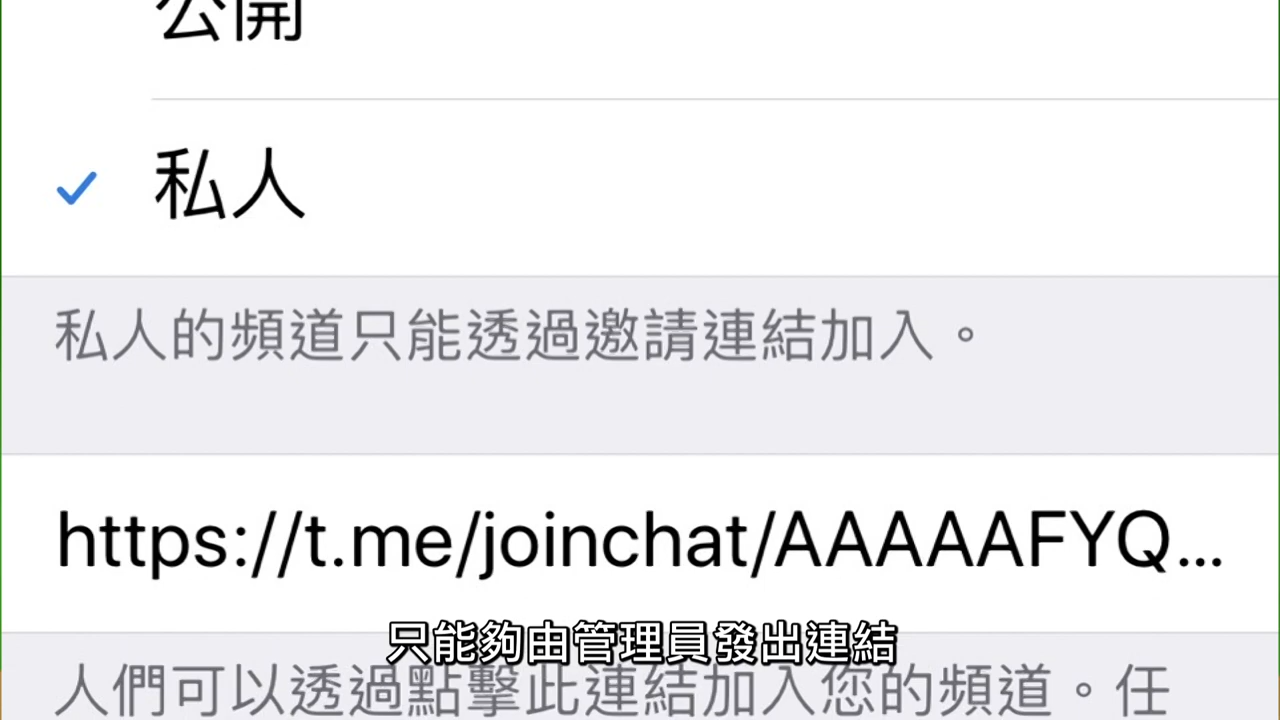 公開
私人
私人的頻道只能透過邀請連結加入。
https://t.me/joinchat/AAAAAFYQ...
只能夠由管理員發出連結
人們可以透過點擊此連結加入您的頻道。任